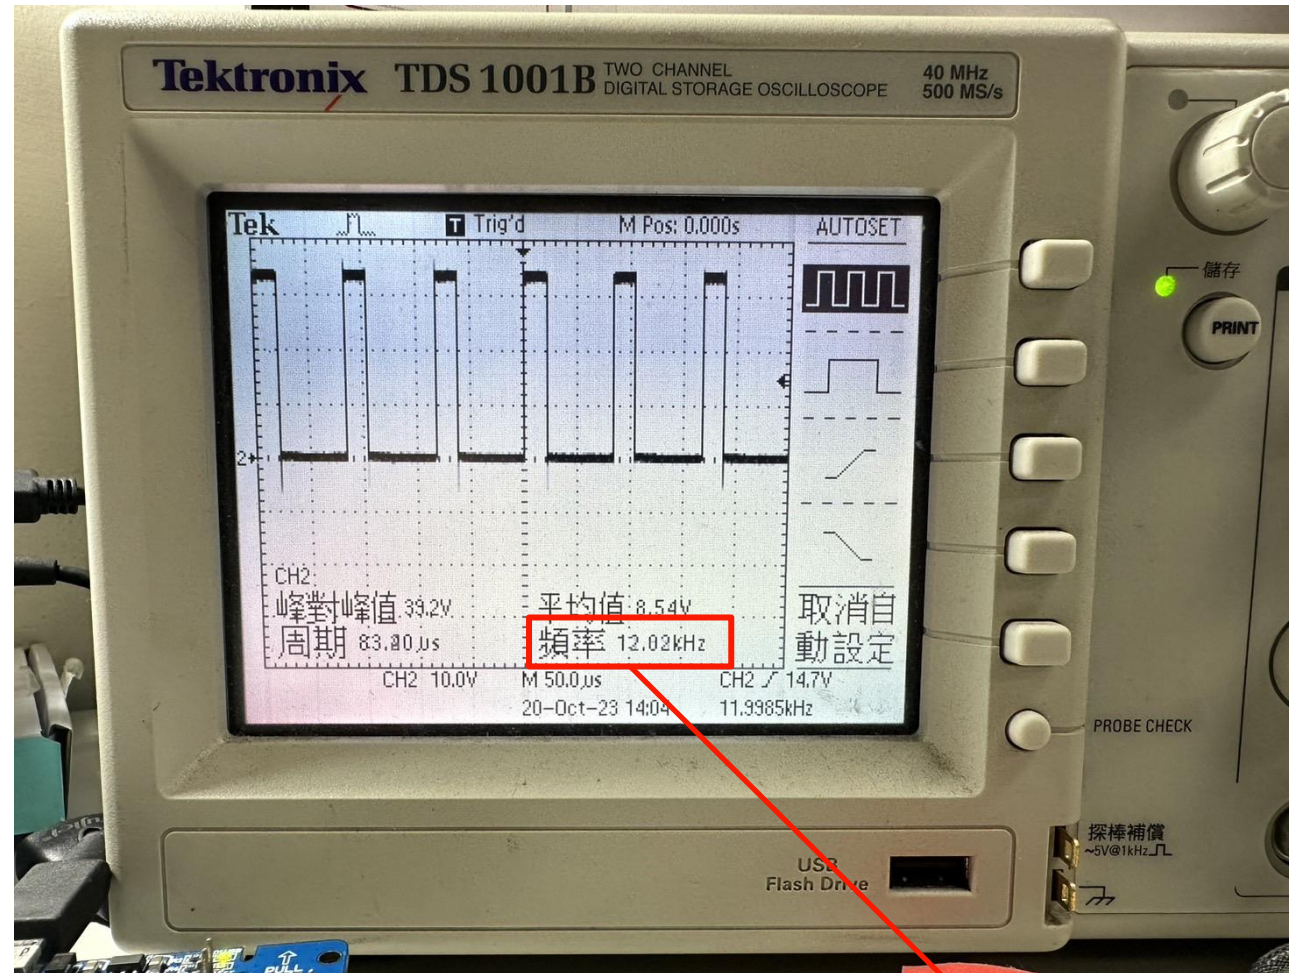 Tektronix TDS 1001B TWO CHANNEL DIGITAL STORAGE OSCILLOSCOPE 40 MHz 500 MS/s
Tek T Trig'd M Pos: 0.000s AUTOSET
儲存
PRINT
2
CH2
峰對峰值 39.2V 平均值 8.54V
周期 83.20us 頻率 12.02kHz
取消自
動設定
CH2 10.0V M 50.0us CH2 14.7V
20-Oct-23 14:04 11.9985kHz
PROBE CHECK
探棒補償
~5V@1kHz
USB
Flash Drive
PULL